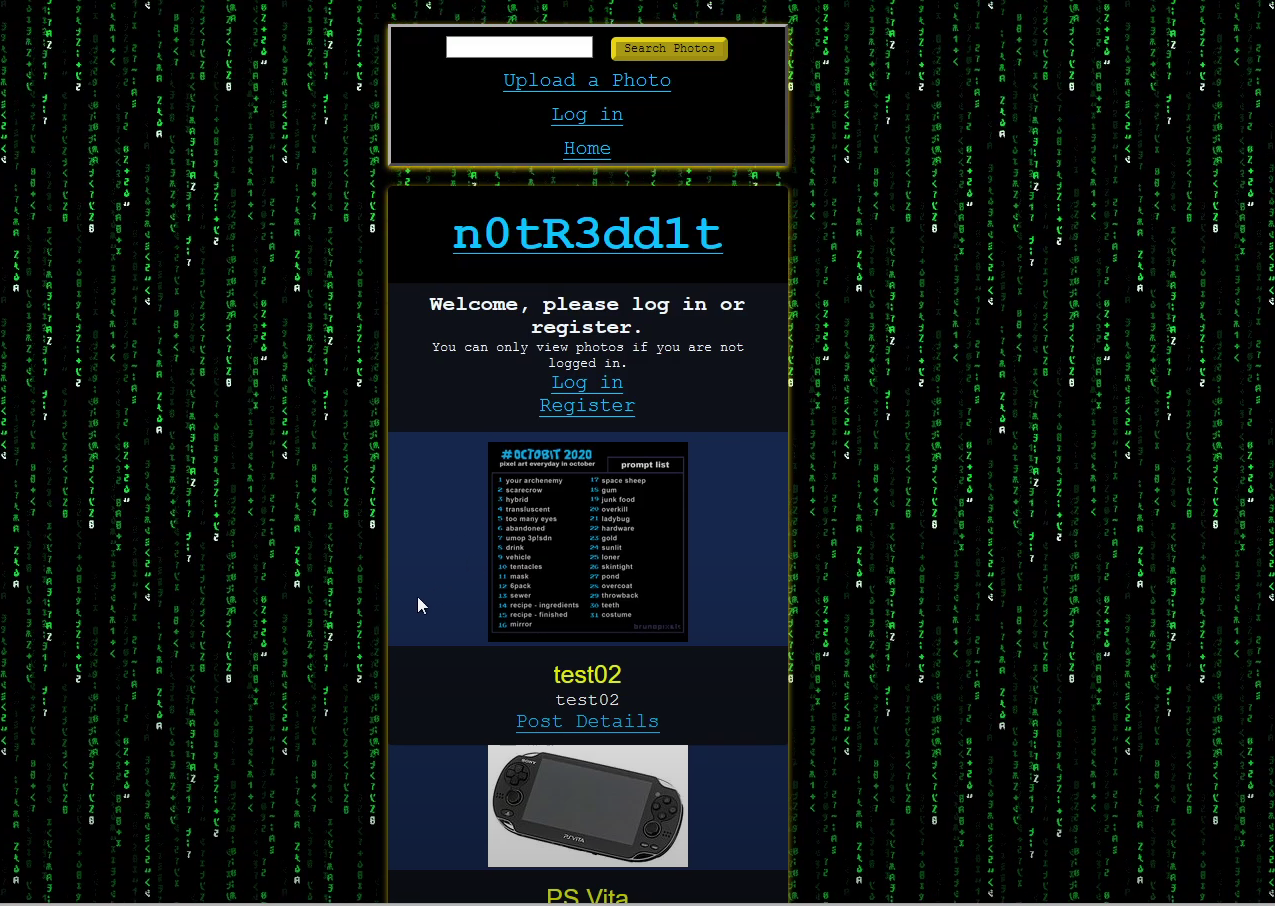 Search Photos
Upload a Photo
Log in
Home
n0tR3dd1t
Welcome, please log in or
register.
You can only view photos if you are not
logged in.
Log in
Register
#OCTOBIT 2020
pixel art everyday in october
prompt list
1 your archenemy
2 scarecrow
3 hybrid
4 transluscent
5 too many eyes
6 abandoned
7 umop 3p!sdn
8 drink
9 vehicle
10 tentacles
11 mask
12 6pack
13 sewer
14 recipe - ingredients
15 recipe - finished
16 mirror
17 space sheep
18 gum
19 junk food
20 overkill
21 ladybug
22 hardware
23 gold
24 sunlit
25 loner
26 skintight
27 pond
28 overcoat
29 throwback
30 teeth
31 costume
test02
test02
Post Details
SONY
PSVITA
PS Vita